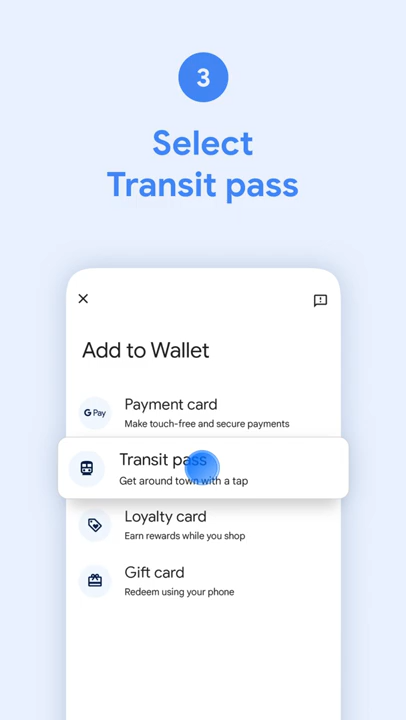 3
Select
Transit pass
Add to Wallet
G Pay
Payment card
Make touch-free and secure payments
Transit pass
Get around town with a tap
Loyalty card
Earn rewards while you shop
Gift card
Redeem using your phone